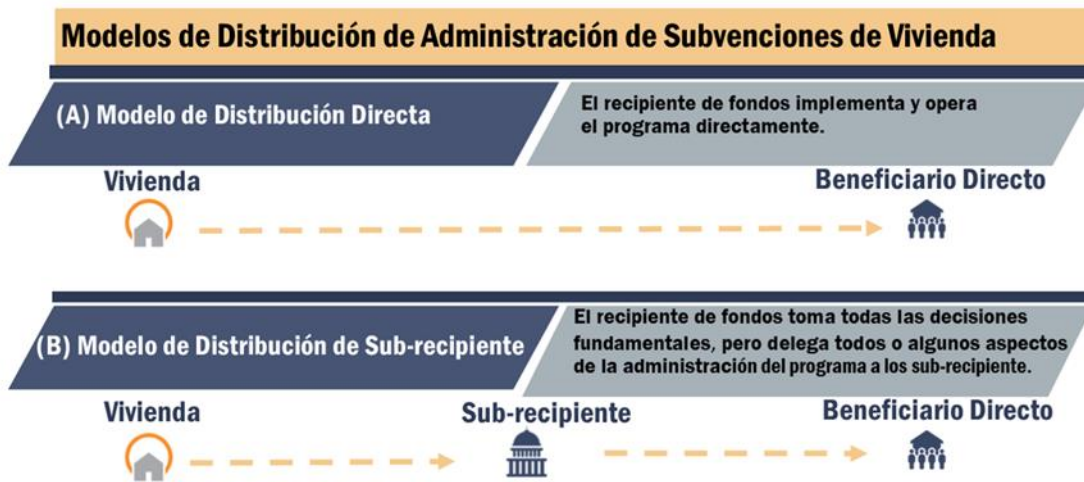 Modelos de Distribución de Administración de Subvenciones de Vivienda
(A) Modelo de Distribución Directa
El recipiente de fondos implementa y opera
el programa directamente.
Vivienda
Beneficiario Directo
(B) Modelo de Distribución de Sub-recipiente
El recipiente de fondos toma todas las decisiones
fundamentales, pero delega todos o algunos aspectos
de la administración del programa a los sub-recipiente.
Vivienda
Sub-recipiente
Beneficiario Directo